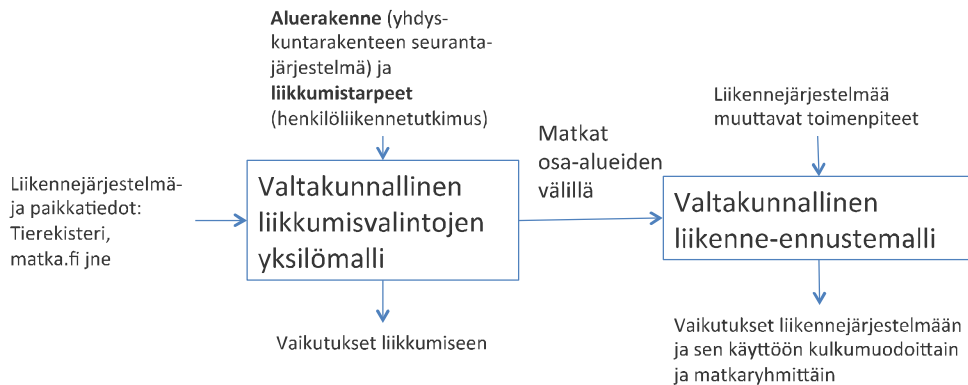 Aluerakenne (yhdys-
kuntarakenteen seuranta-
järjestelmä) ja
liikkumistarpeet
(henkilöliikennetutkimus)
Liikennejärjestelmä-
ja paikkatiedot:
Tierekisteri,
matka.fi jne
Valtakunnallinen
liikkumisvalintojen
yksilömalli
Vaikutukset liikkumiseen
Matkat
osa-alueiden
välillä
Liikennejärjestelmää
muuttavat toimenpiteet
Valtakunnallinen
liikenne-ennustemalli
Vaikutukset liikennejärjestelmään
ja sen käyttöön kulkumuodoittain
ja matkaryhmittäin